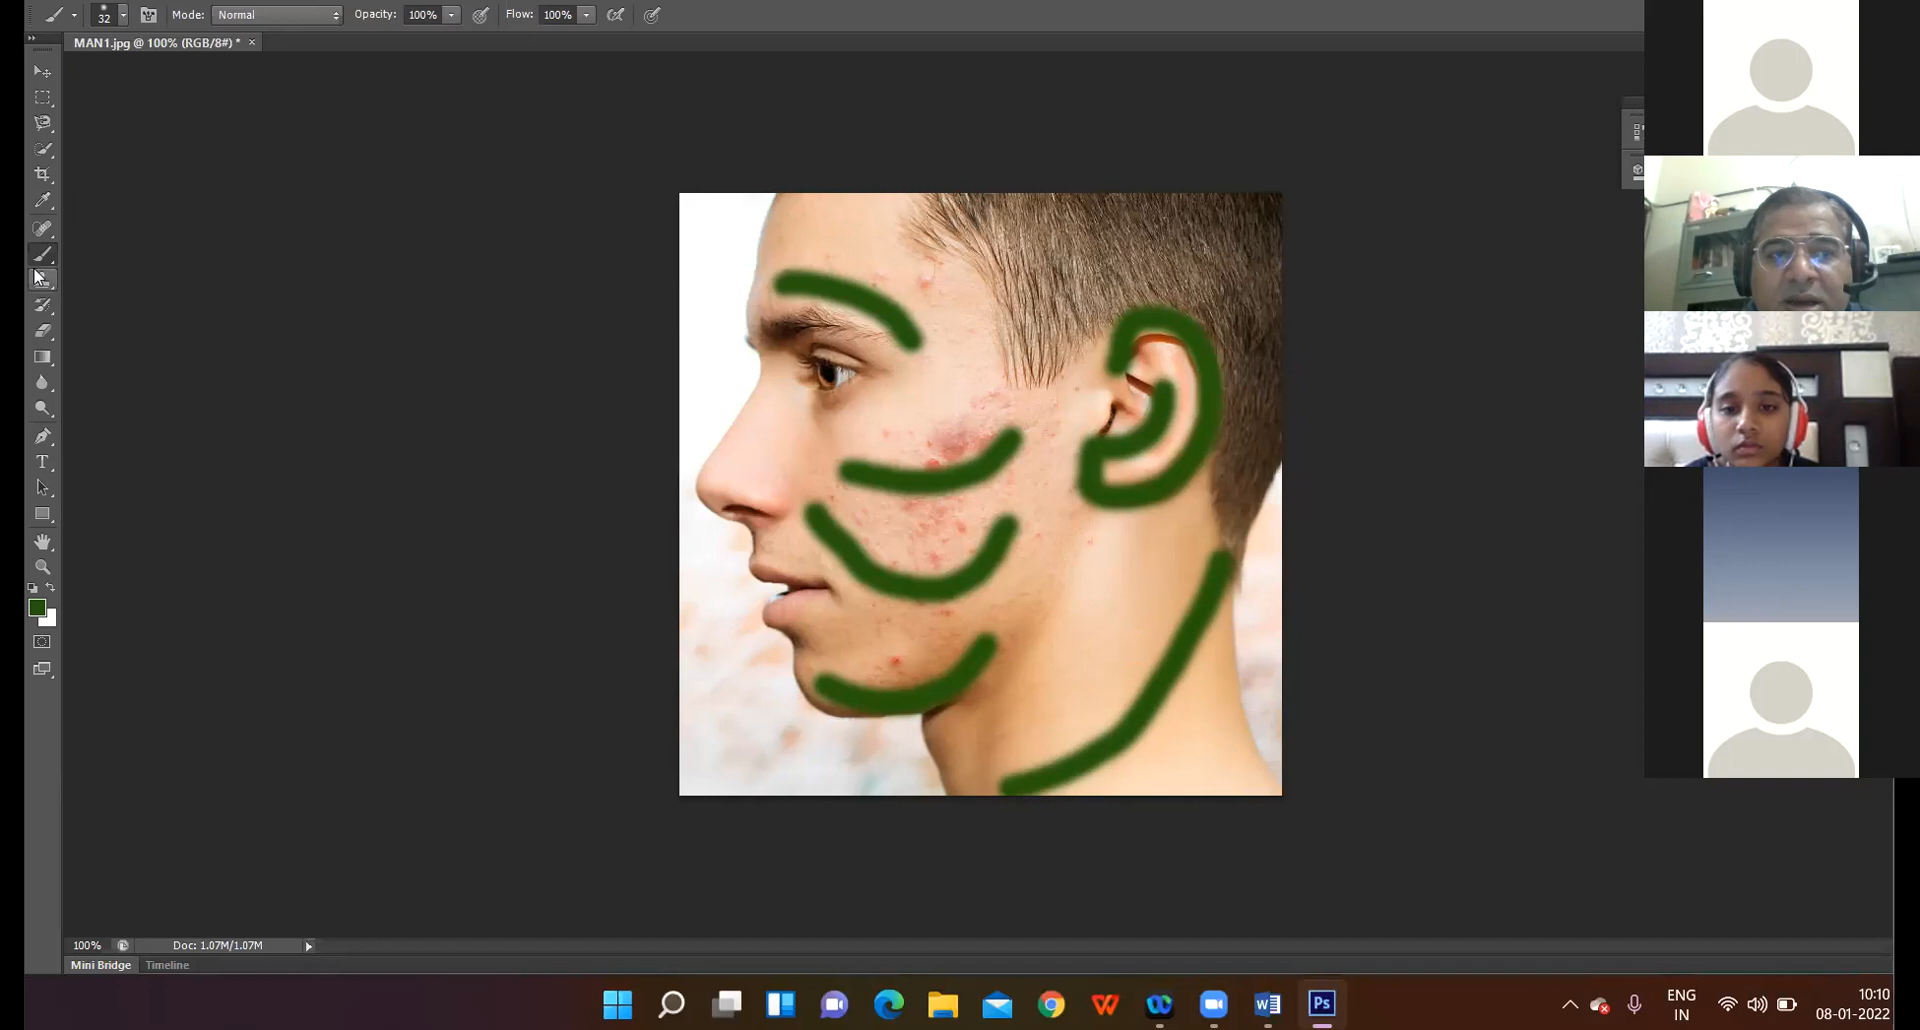 32 Mode: Normal Opacity: 100% Flow: 100%
MAN1.jpg @ 100% (RGB/8#) * ×
T
100% Doc: 1.07M/1.07M
Mini Bridge Timeline
W Ps
ENG
IN
10:10
08-01-2022